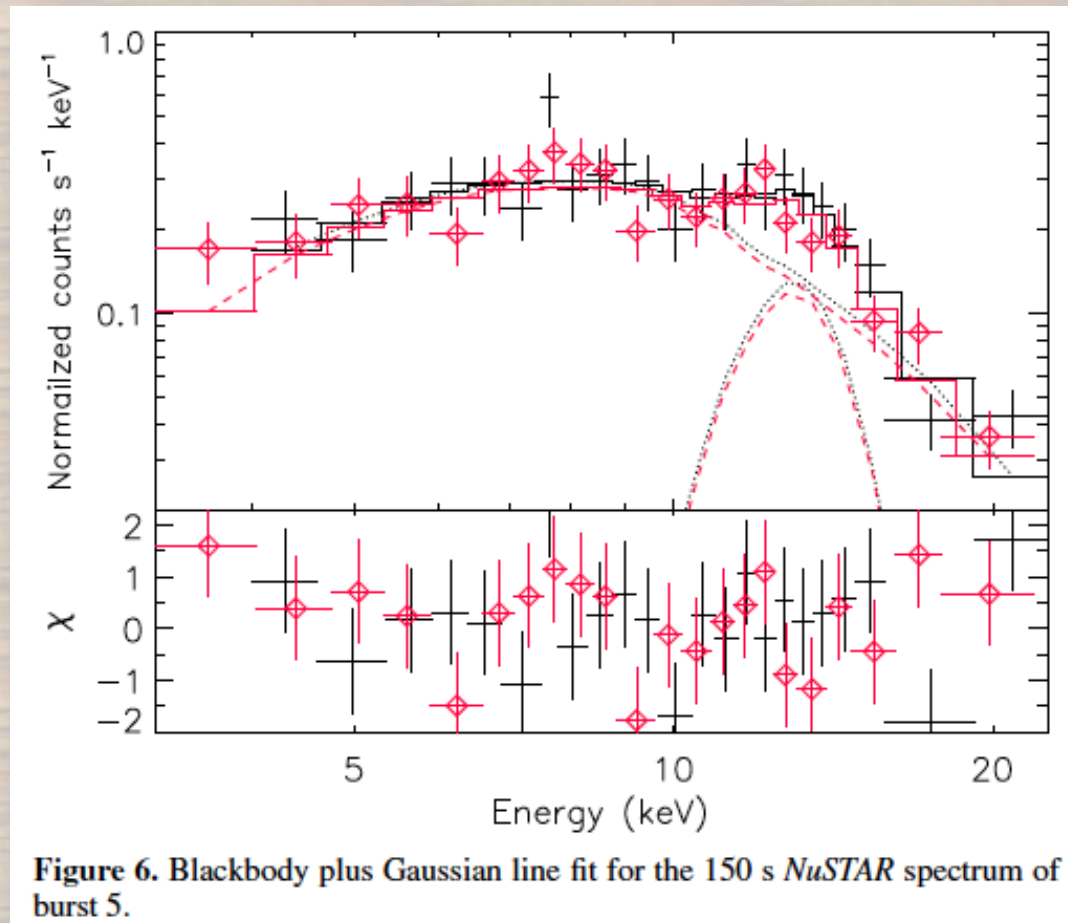 1.0
0.1
Normailzed counts s⁻¹ keV⁻¹
2
1
0
−1
−2
χ
5
10
20
Energy (keV)
Figure 6. Blackbody plus Gaussian line fit for the 150 s NuSTAR spectrum of
burst 5.